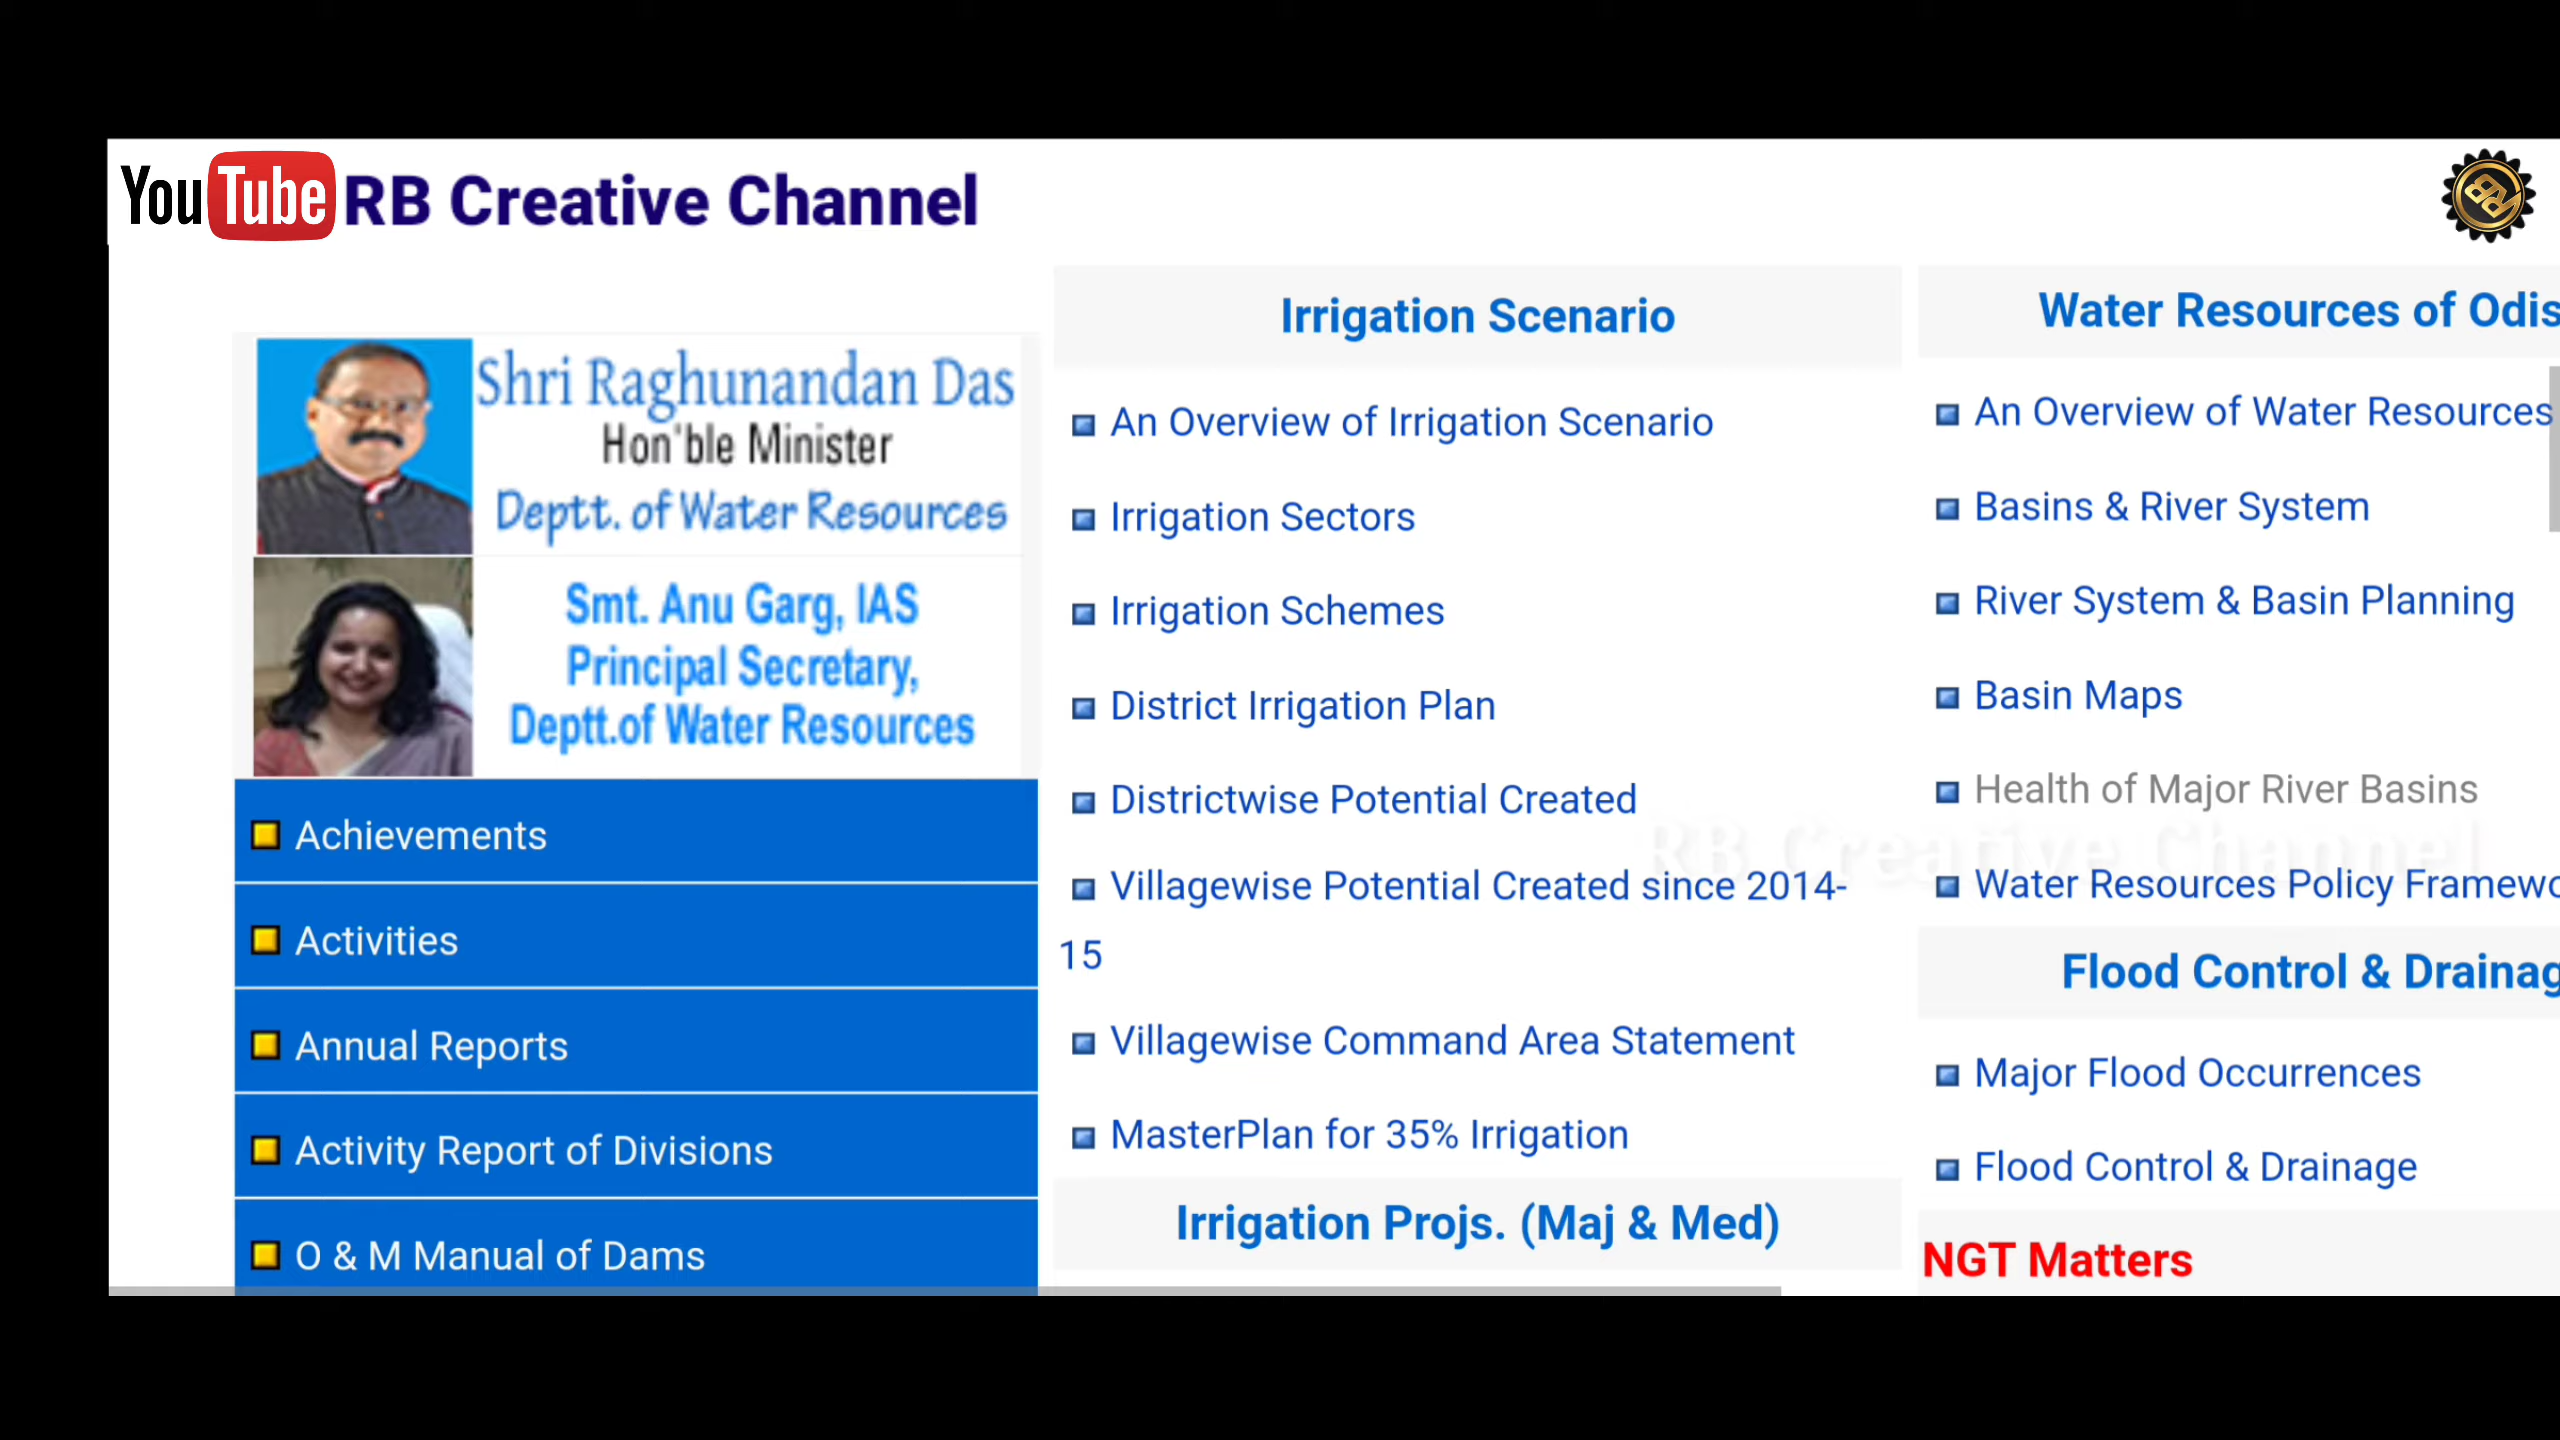 YouTube RB Creative Channel
Shri Raghunandan Das
Hon'ble Minister
Deptt. of Water Resources
Smt. Anu Garg, IAS
Principal Secretary,
Deptt.of Water Resources
Achievements
Activities
Annual Reports
Activity Report of Divisions
O & M Manual of Dams
Irrigation Scenario
An Overview of Irrigation Scenario
Irrigation Sectors
Irrigation Schemes
District Irrigation Plan
Districtwise Potential Created
Villagewise Potential Created since 2014-
15
Villagewise Command Area Statement
MasterPlan for 35% Irrigation
Irrigation Projs. (Maj & Med)
Water Resources of Odis
An Overview of Water Resources
Basins & River System
River System & Basin Planning
Basin Maps
Health of Major River Basins
RB Creative Channel
Water Resources Policy Framewo
Flood Control & Drainag
Major Flood Occurrences
Flood Control & Drainage
NGT Matters